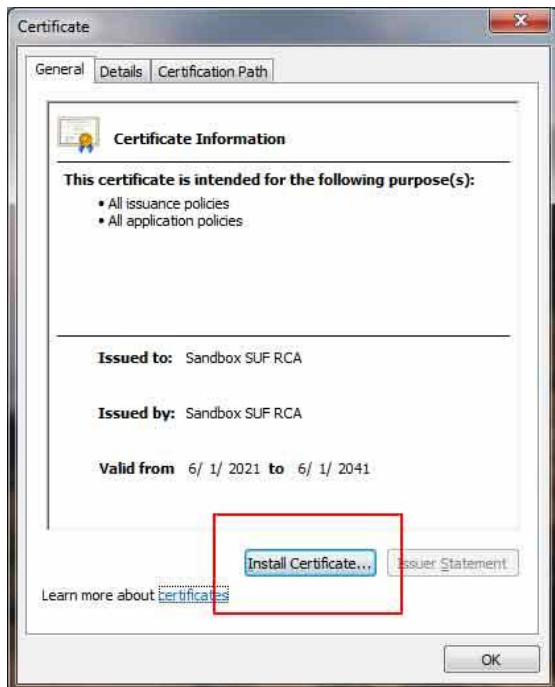 Certificate
General Details Certification Path
Certificate Information
This certificate is intended for the following purpose(s):
• All issuance policies
• All application policies
Issued to: Sandbox SUF RCA
Issued by: Sandbox SUF RCA
Valid from 6/ 1/ 2021 to 6/ 1/ 2041
Install Certificate... Issuer Statement
Learn more about certificates
OK